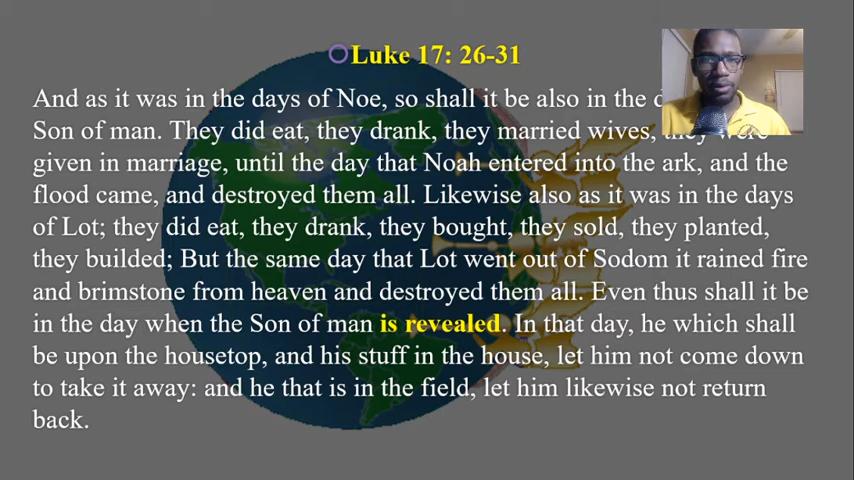 Luke 17: 26-31
And as it was in the days of Noe, so shall it be also in the d
Son of man. They did eat, they drank, they married wives, they were
given in marriage, until the day that Noah entered into the ark, and the
flood came, and destroyed them all. Likewise also as it was in the days
of Lot; they did eat, they drank, they bought, they sold, they planted,
they builded; But the same day that Lot went out of Sodom it rained fire
and brimstone from heaven and destroyed them all. Even thus shall it be
in the day when the Son of man is revealed. In that day, he which shall
be upon the housetop, and his stuff in the house, let him not come down
to take it away: and he that is in the field, let him likewise not return
back.